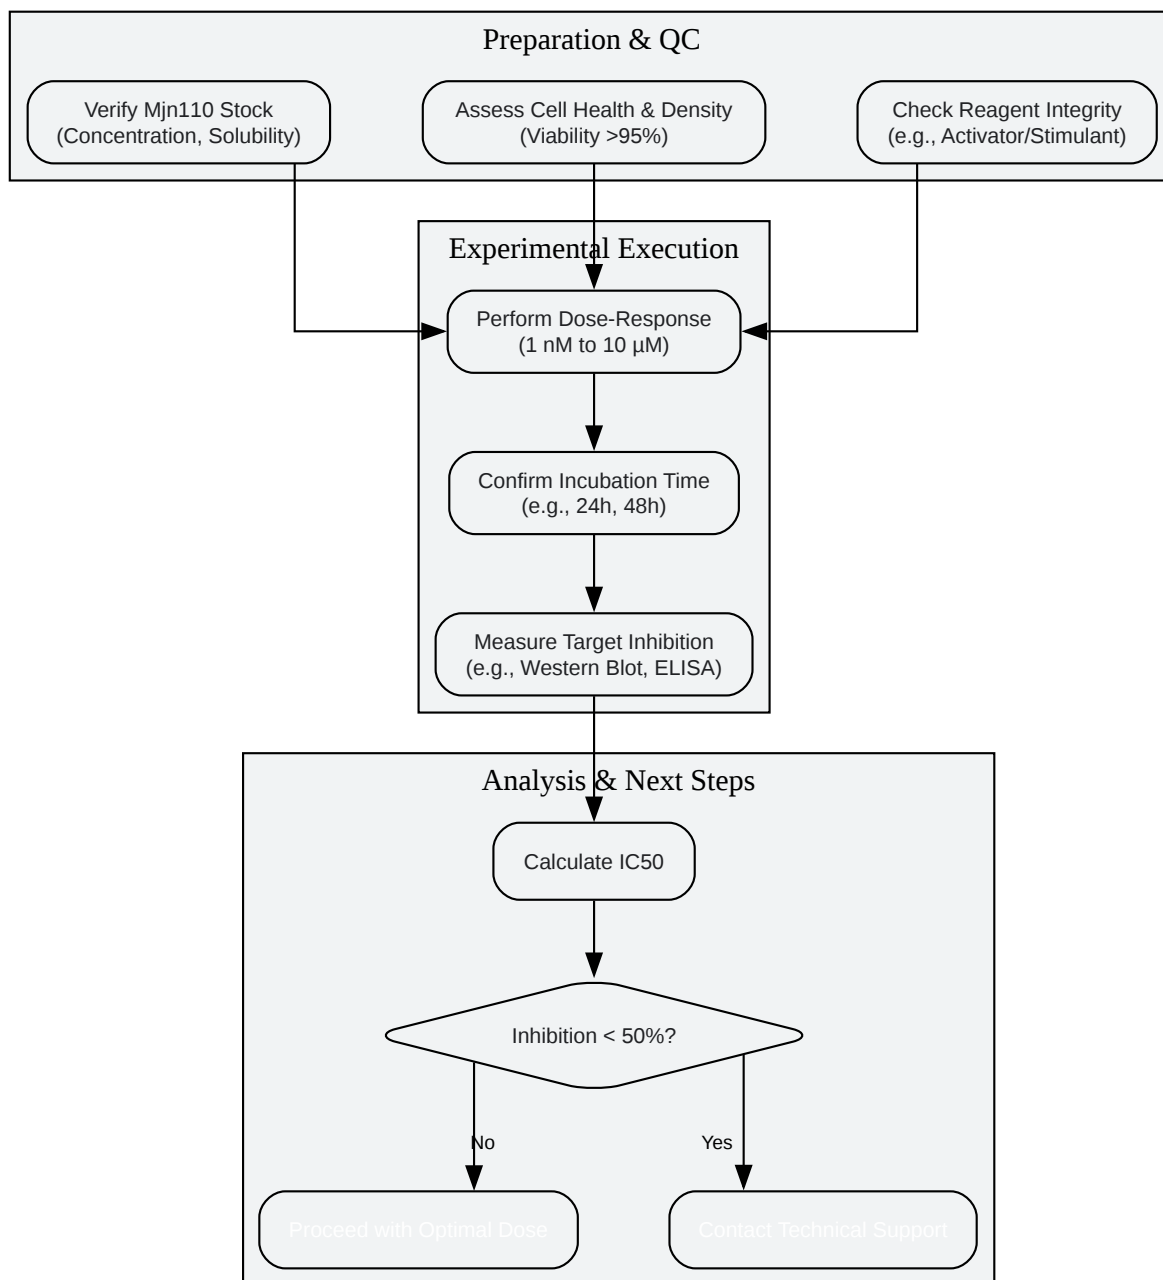 Preparation & QC
Verify Mjn110 Stock
(Concentration, Solubility)
Assess Cell Health & Density
(Viability >95%)
Check Reagent Integrity
(e.g., Activator/Stimulant)
Experimental Execution
Perform Dose-Response
(1 nM to 10 µM)
Confirm Incubation Time
(e.g., 24h, 48h)
Measure Target Inhibition
(e.g., Western Blot, ELISA)
Analysis & Next Steps
Calculate IC50
Inhibition < 50%?
No
Yes
Proceed with Optimal Dose
Contact Technical Support